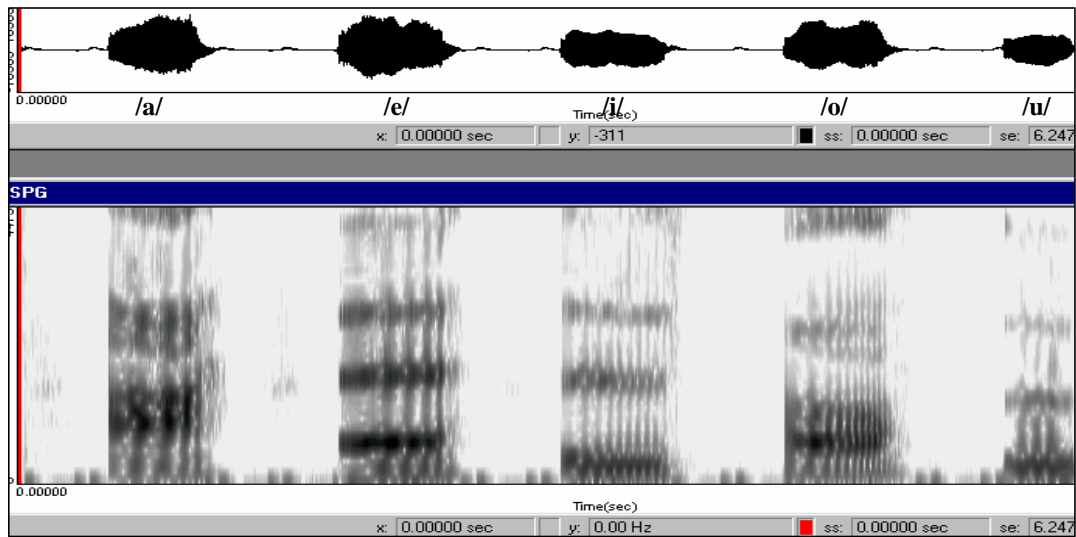 0.00000
/a/ /e/ /i/ /o/ /u/
Time(sec)
x: 0.00000 sec y: -311 ss: 0.00000 sec se: 6.247
SPG
0.00000
Time(sec)
x: 0.00000 sec y: 0.00 Hz ss: 0.00000 sec se: 6.247